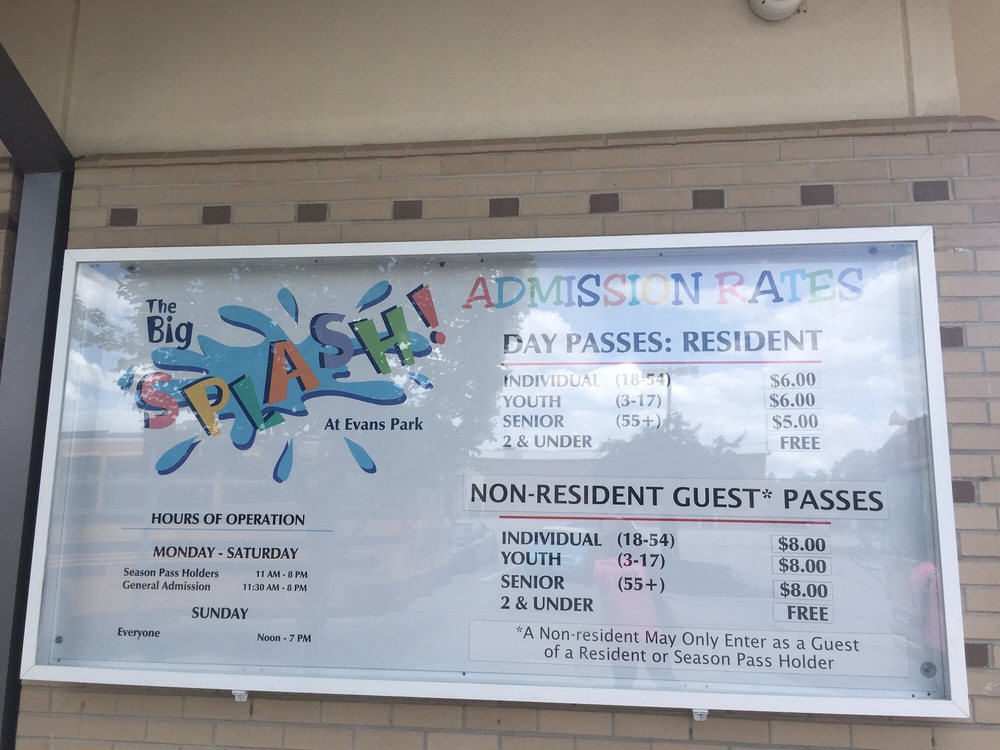 The
Big
SPLASH!
At Evans Park
HOURS OF OPERATION
MONDAY - SATURDAY
Season Pass Holders 11 AM - 8 PM
General Admission 11:30 AM - 8 PM
SUNDAY
Everyone Noon - 7 PM
ADMISSION RATES
DAY PASSES: RESIDENT
INDIVIDUAL (18-54) $6.00
YOUTH (3-17) $6.00
SENIOR (55+) $5.00
2 & UNDER FREE
NON-RESIDENT GUEST* PASSES
INDIVIDUAL (18-54) $8.00
YOUTH (3-17) $8.00
SENIOR (55+) $8.00
2 & UNDER FREE
*A Non-resident May Only Enter as a Guest
of a Resident or Season Pass Holder